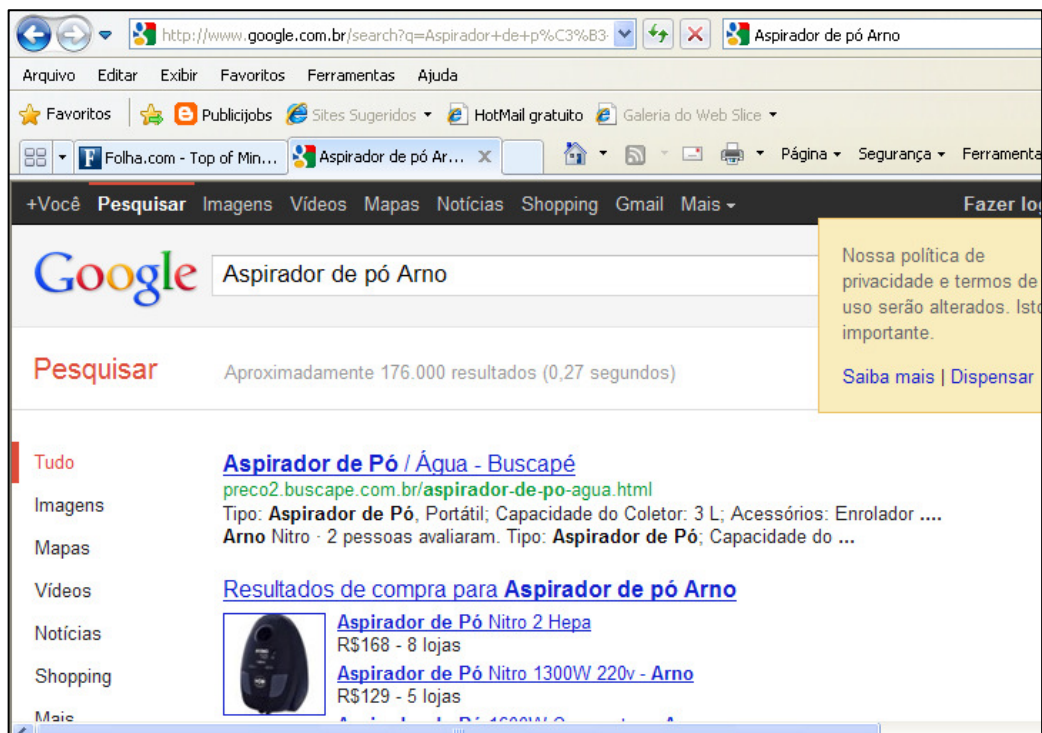 http://www.google.com.br/search?q=Aspirador+de+p%C3%B3- Aspirador de pó Arno
Arquivo Editar Exibir Favoritos Ferramentas Ajuda
Favoritos Publicijobs Sites Sugeridos HotMail gratuito Galeria do Web Slice
Folha.com - Top of Min... Aspirador de pó Ar... Página Segurança Ferramenta
+Você Pesquisar Imagens Vídeos Mapas Notícias Shopping Gmail Mais Fazer log
Nossa política de
privacidade e termos de
uso serão alterados. Isto
importante.
Saiba mais | Dispensar
Google Aspirador de pó Arno
Pesquisar Aproximadamente 176.000 resultados (0,27 segundos)
Tudo
Imagens
Mapas
Vídeos
Notícias
Shopping
Mais
Aspirador de Pó / Água - Buscapé
preco2.buscape.com.br/aspirador-de-po-agua.html
Tipo: Aspirador de Pó, Portátil; Capacidade do Coletor: 3 L; Acessórios: Enrolador ....
Arno Nitro · 2 pessoas avaliaram. Tipo: Aspirador de Pó; Capacidade do ...
Resultados de compra para Aspirador de pó Arno
Aspirador de Pó Nitro 2 Hepa
R$168 - 8 lojas
Aspirador de Pó Nitro 1300W 220v - Arno
R$129 - 5 lojas